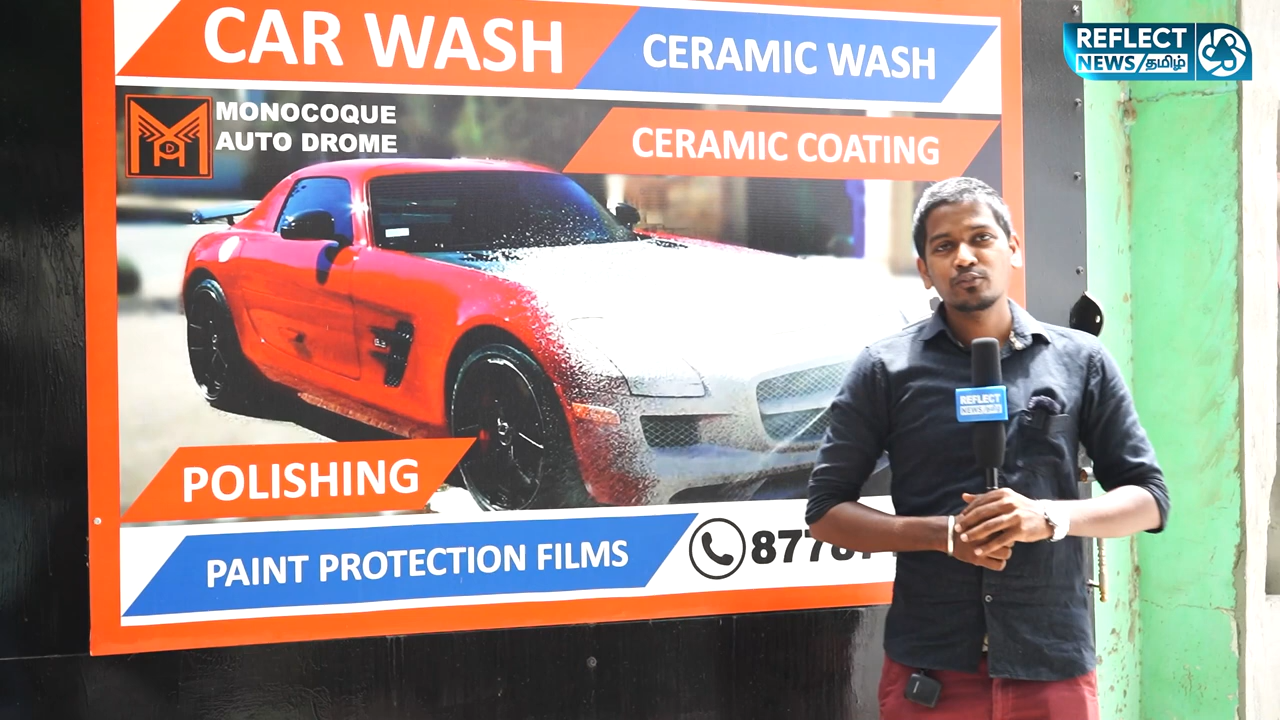 CAR WASH
CERAMIC WASH
REFLECT
NEWS/தமிழ்
MONOCOQUE
AUTO DROME
CERAMIC COATING
REFLECT
NEWS/தமிழ்
POLISHING
PAINT PROTECTION FILMS